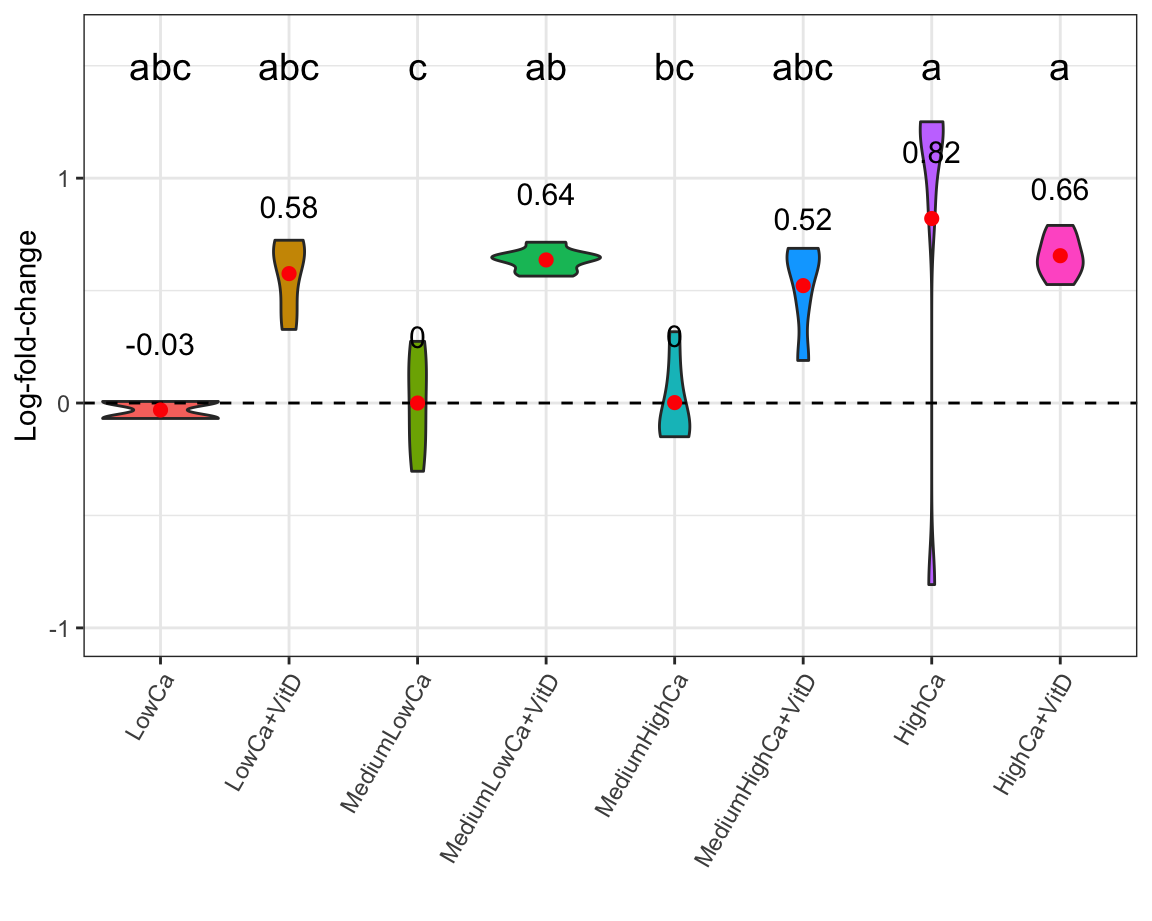 abc abc c ab bc abc a a
0.82
0.66
0.64
0.58
0.52
0
0
-0.03
1
0
-1
Log-fold-change
LowCa
LowCa+VitD
MediumLowCa
MediumLowCa+VitD
MediumHighCa
MediumHighCa+VitD
HighCa
HighCa+VitD